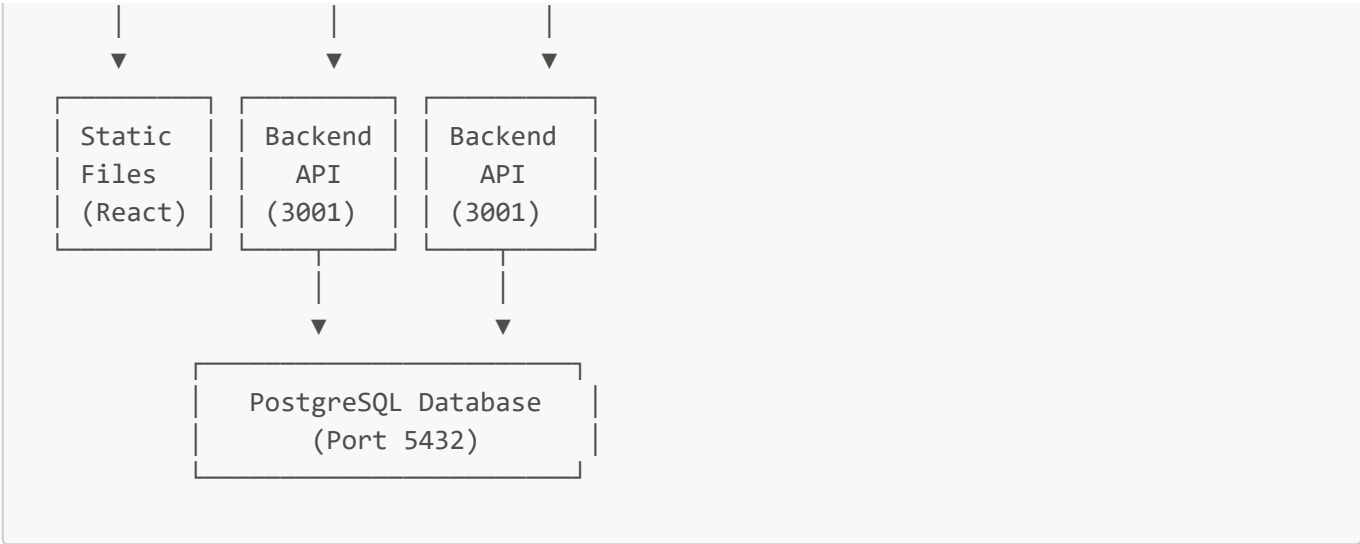 Static Backend Backend
Files API API
(React) (3001) (3001)
PostgreSQL Database
(Port 5432)